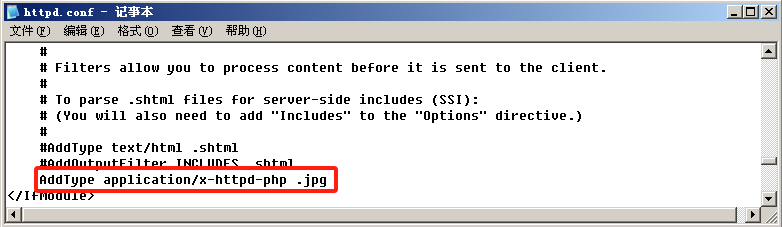 httpd.conf - 记事本
文件(F) 编辑(E) 格式(O) 查看(V) 帮助(H)
#
# Filters allow you to process content before it is sent to the client.
#
# To parse .shtml files for server-side includes (SSI):
# (You will also need to add "Includes" to the "Options" directive.)
#
#AddType text/html .shtml
#AddOutputFilter INCLUDES .shtml
AddType application/x-httpd-php .jpg
</IfModule>